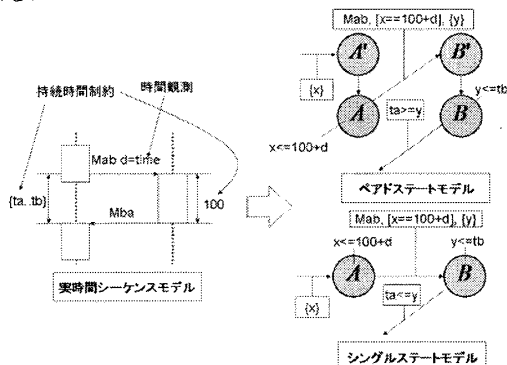 持続時間制約
時間観測
Mab d=time
{ta..tb}
100
Mba
実時間シーケンスモデル
Mab, [x==100+d], {y}
A'
B'
{x}
A
B
ta>=y
y<=tb
x<=100+d
ペアドステートモデル
Mab, [x==100+d], {y}
x<=100+d
y<=tb
A
B
{x}
ta<=y
シングルステートモデル